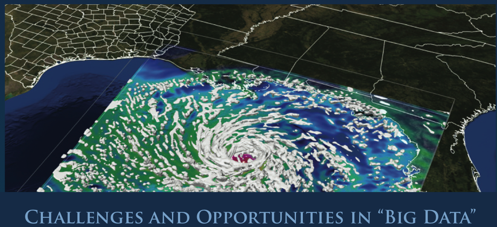 Challenges and Opportunities in “Big Data”